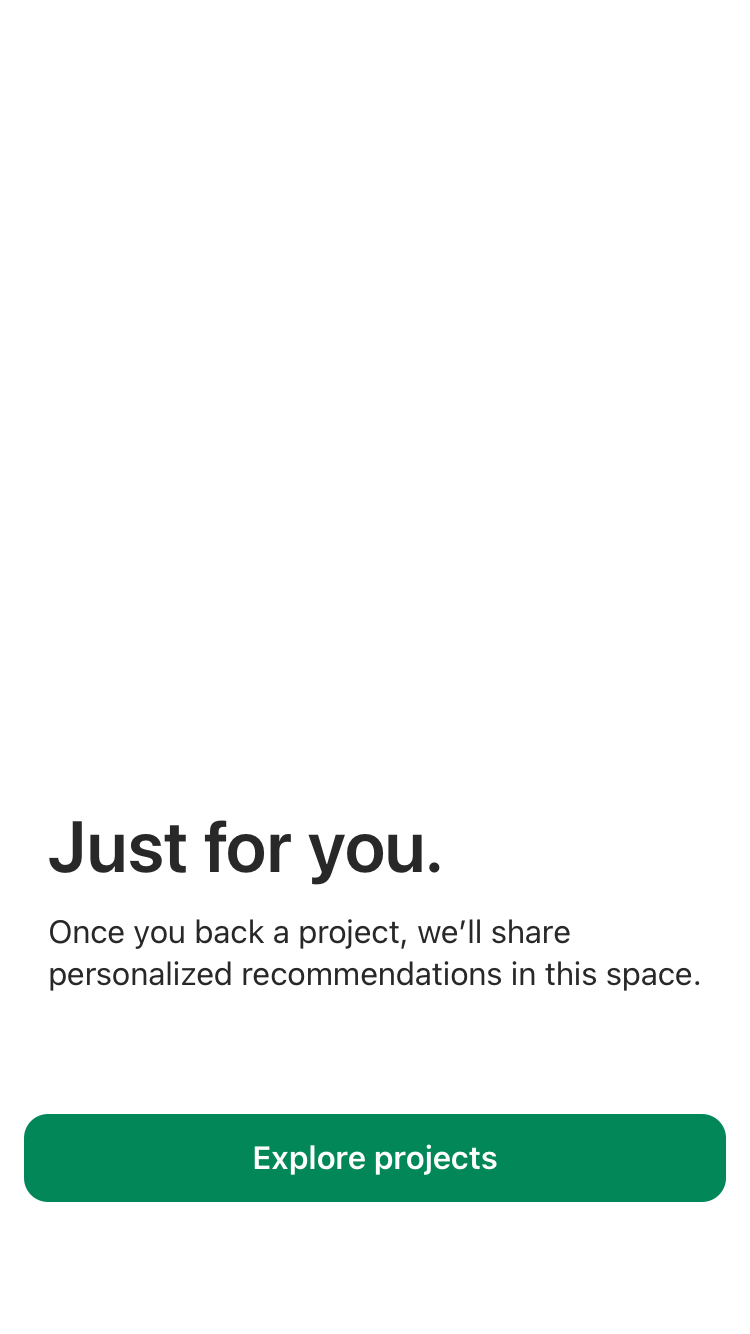 Just for you.
Once you back a project, we’ll share
personalized recommendations in this space.
Explore projects